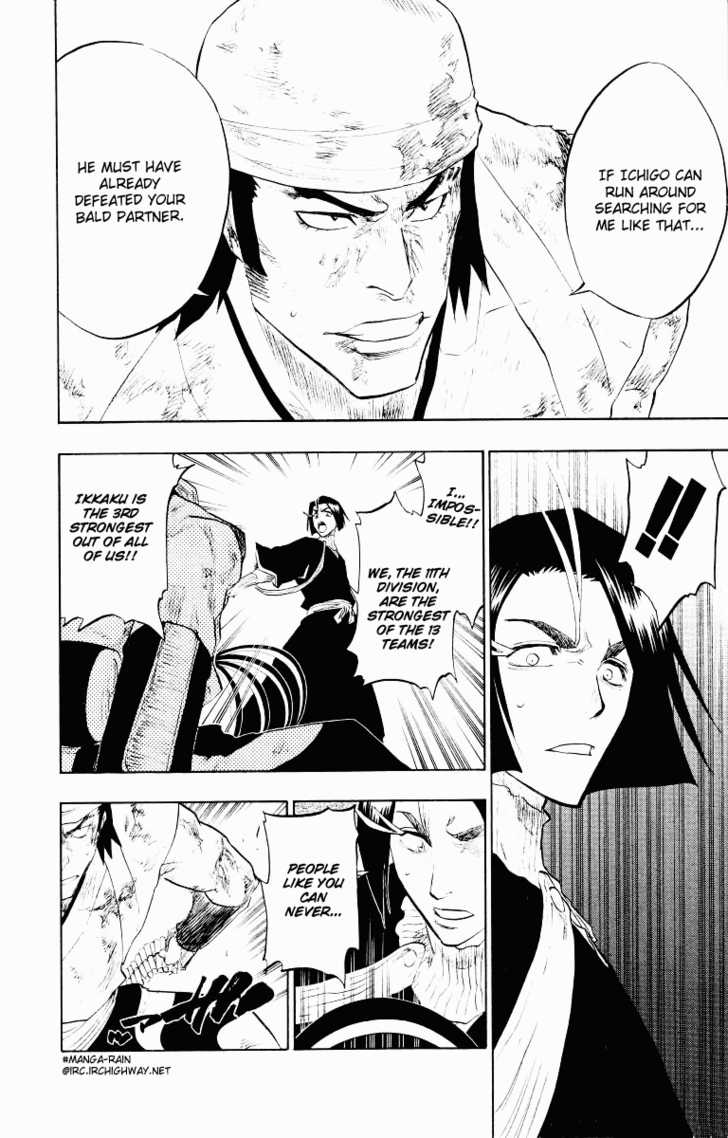 IF ICHIGO CAN
RUN AROUND
SEARCHING FOR
ME LIKE THAT...
HE MUST HAVE
ALREADY
DEFEATED YOUR
BALD PARTNER.
!!
I...
IMPOS-
SIBLE!!
WE, THE 11TH
DIVISION,
ARE THE
STRONGEST
OF THE 13
TEAMS!
IKKAKU IS
THE 3RD
STRONGEST
OUT OF ALL
OF US!!
PEOPLE
LIKE YOU
CAN
NEVER...
#MANGA-RAIN
@IRC.IRCHIGHWAY.NET